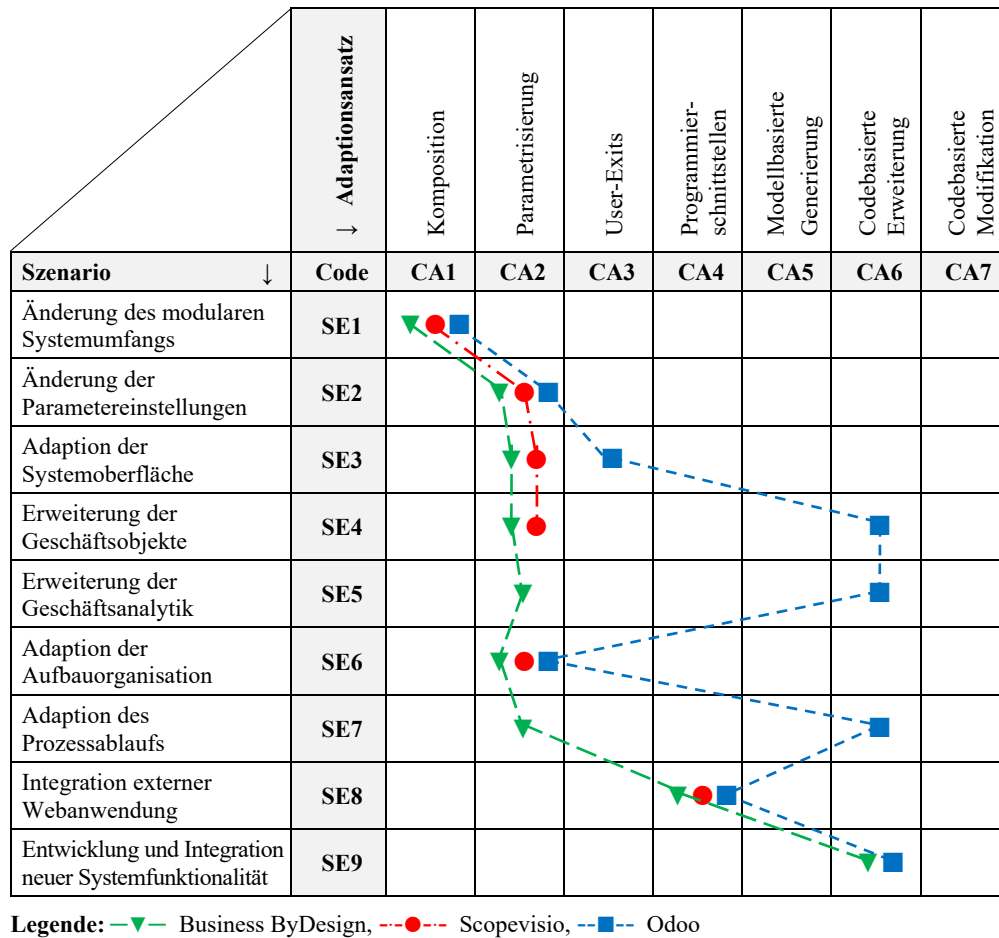 ↓ Adaptionsansatz
Komposition
Parametrisierung
User-Exits
Programmier-
schnittstellen
Modellbasierte
Generierung
Codebasierte
Erweiterung
Codebasierte
Modifikation
Szenario ↓ Code CA1 CA2 CA3 CA4 CA5 CA6 CA7
Änderung des modularen
Systemumfangs
SE1
Änderung der
Parametereinstellungen
SE2
Adaption der
Systemoberfläche
SE3
Erweiterung der
Geschäftsobjekte
SE4
Erweiterung der
Geschäftsanalytik
SE5
Adaption der
Aufbauorganisation
SE6
Adaption des
Prozessablaufs
SE7
Integration externer
Webanwendung
SE8
Entwicklung und Integration
neuer Systemfunktionalität
SE9
Legende: Business ByDesign, Scopevisio, Odoo